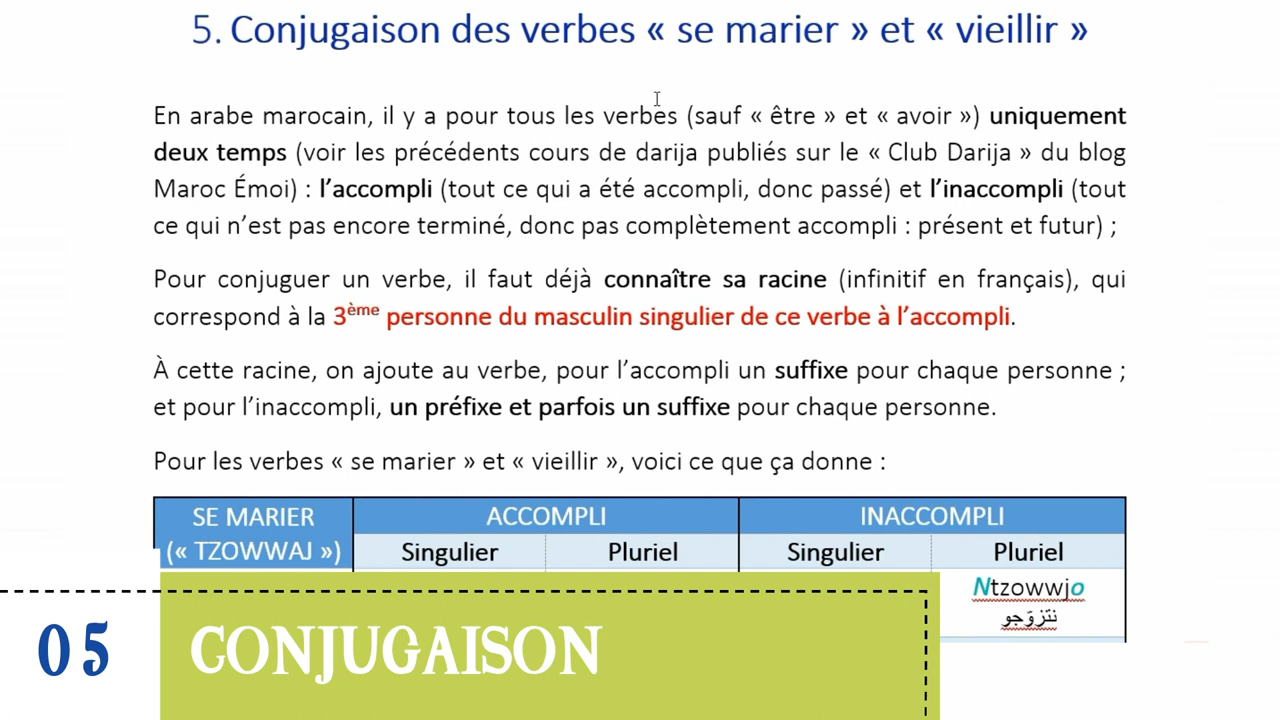 5. Conjugaison des verbes « se marier » et « vieillir »
En arabe marocain, il y a pour tous les verbes (sauf « être » et « avoir ») uniquement
deux temps (voir les précédents cours de darija publiés sur le « Club Darija » du blog
Maroc Émoi) : l’accompli (tout ce qui a été accompli, donc passé) et l’inaccompli (tout
ce qui n’est pas encore terminé, donc pas complètement accompli : présent et futur) ;
Pour conjuguer un verbe, il faut déjà connaître sa racine (infinitif en français), qui
correspond à la 3ème personne du masculin singulier de ce verbe à l’accompli.
À cette racine, on ajoute au verbe, pour l’accompli un suffixe pour chaque personne ;
et pour l’inaccompli, un préfixe et parfois un suffixe pour chaque personne.
Pour les verbes « se marier » et « vieillir », voici ce que ça donne :
SE MARIER ACCOMPLI INACCOMPLI
(« TZOWWAJ ») Singulier Pluriel Singulier Pluriel
Ntzowwjo
نتزوّجو
05 CONJUGAISON